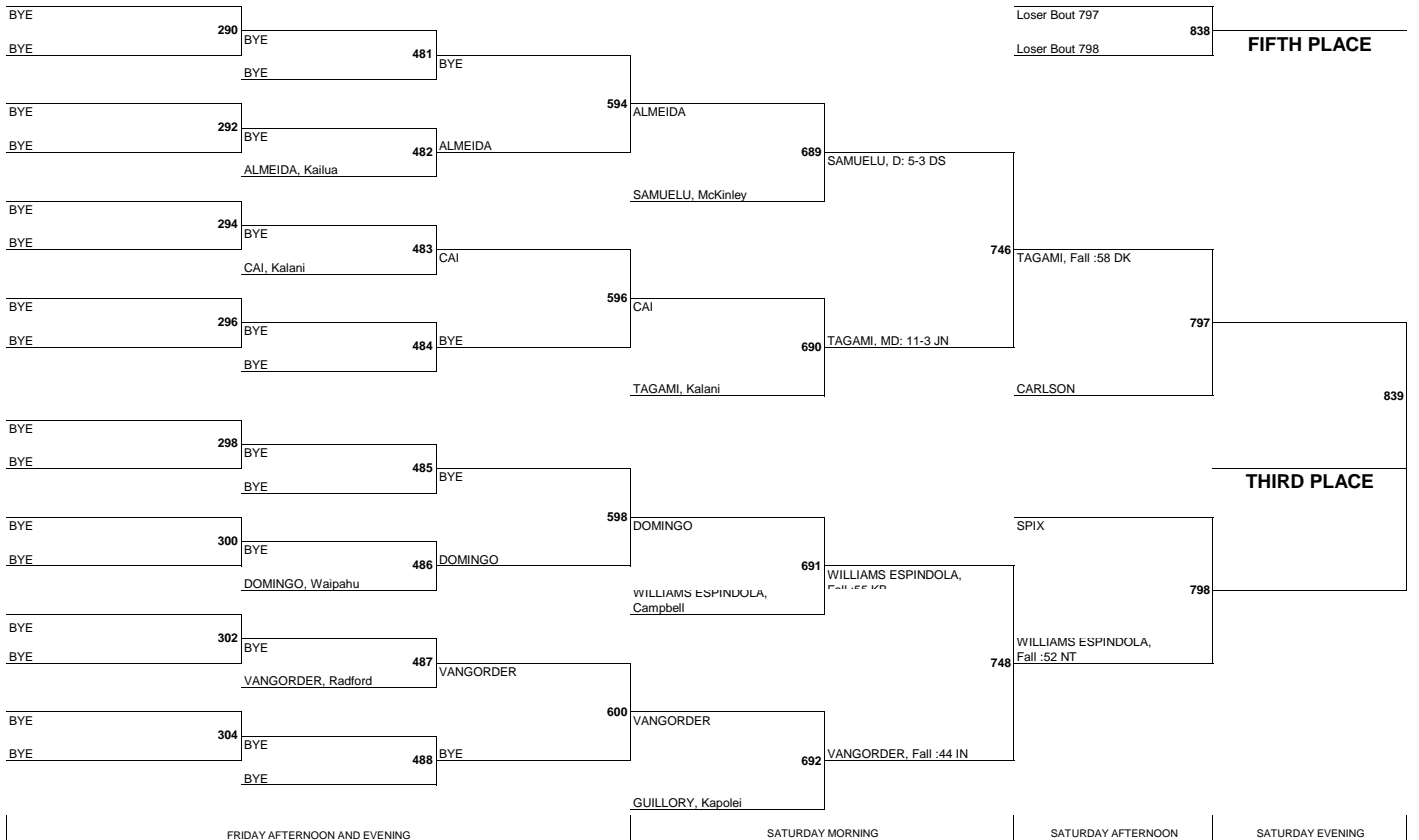 BYE
290
BYE
BYE
481
BYE
BYE
594
ALMEIDA
BYE
292
BYE
BYE
482
ALMEIDA
ALMEIDA, Kailua
689
SAMUELU, D: 5-3 DS
SAMUELU, McKinley
BYE
294
BYE
BYE
483
CAI
CAI, Kalani
596
CAI
BYE
296
BYE
BYE
484
BYE
BYE
690
TAGAMI, MD: 11-3 JN
TAGAMI, Kalani
746
TAGAMI, Fall :58 DK
797
CARLSON
Loser Bout 797
838
Loser Bout 798
FIFTH PLACE
839
THIRD PLACE
BYE
298
BYE
BYE
485
BYE
BYE
598
DOMINGO
BYE
300
BYE
BYE
486
DOMINGO
DOMINGO, Waipahu
691
WILLIAMS ESPINDOLA,
Fall :55 KB
WILLIAMS ESPINDOLA,
Campbell
SPIX
798
BYE
302
BYE
BYE
487
VANGORDER
VANGORDER, Radford
748
WILLIAMS ESPINDOLA,
Fall :52 NT
600
VANGORDER
BYE
304
BYE
BYE
488
BYE
BYE
692
VANGORDER, Fall :44 IN
GUILLORY, Kapolei
FRIDAY AFTERNOON AND EVENING
SATURDAY MORNING
SATURDAY AFTERNOON
SATURDAY EVENING